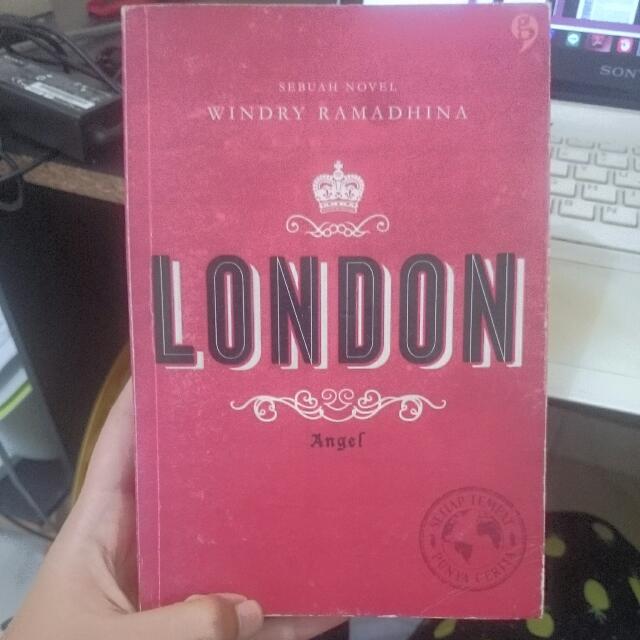 SEBUAH NOVEL
WINDRY RAMADHINA
LONDON
Angel
SETIAP TEMPAT
PUNYA CERITA
SONY